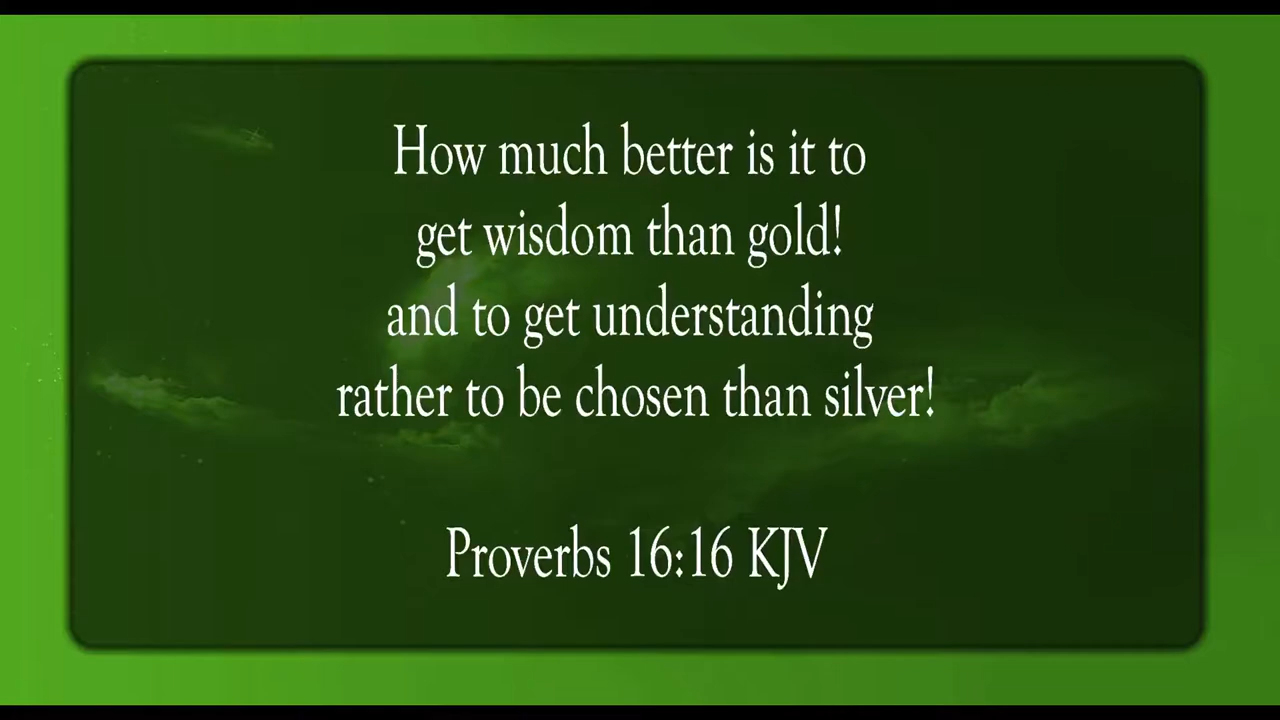 How much better is it to
get wisdom than gold!
and to get understanding
rather to be chosen than silver!
Proverbs 16:16 KJV